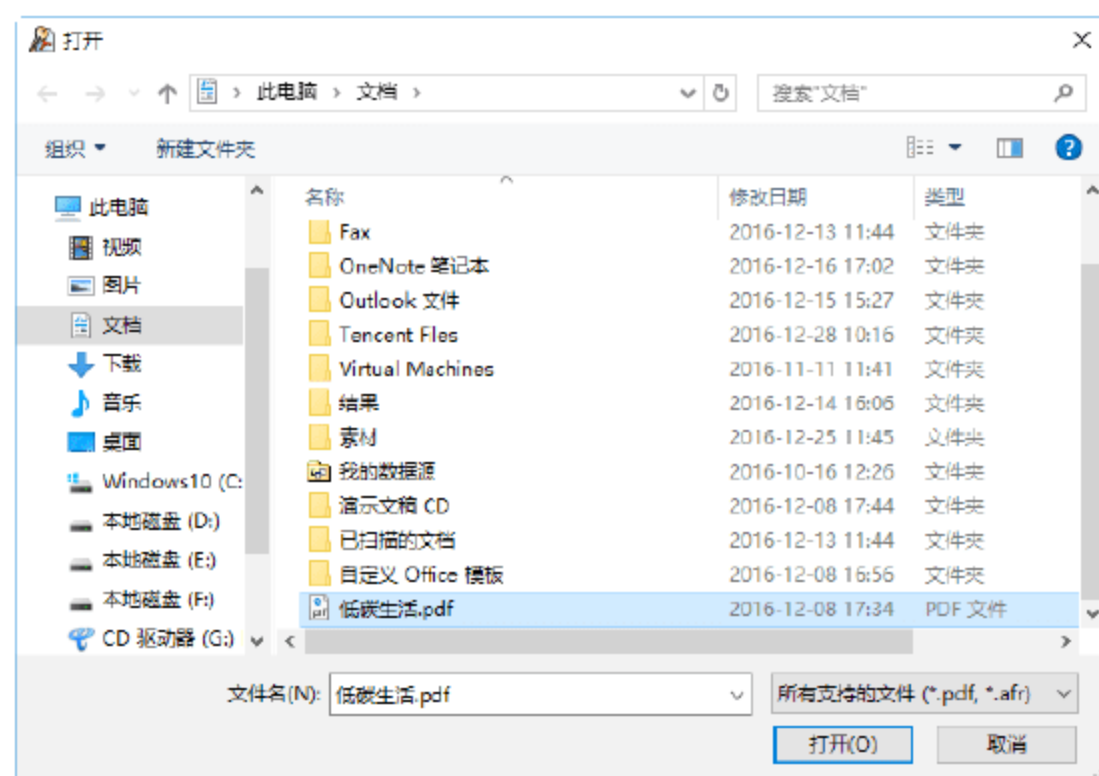 打开
此电脑 › 文档 ›
搜索"文档"
组织
新建文件夹
此电脑
视频
图片
文档
下载
音乐
桌面
Windows10 (C:
本地磁盘 (D:)
本地磁盘 (E:)
本地磁盘 (F:)
CD 驱动器 (G:)
名称 修改日期 类型
Fax 2016-12-13 11:44 文件夹
OneNote 笔记本 2016-12-16 17:02 文件夹
Outlook 文件 2016-12-15 15:27 文件夹
Tencent Files 2016-12-28 10:16 文件夹
Virtual Machines 2016-11-11 11:41 文件夹
结果 2016-12-14 16:06 文件夹
素材 2016-12-25 11:45 文件夹
我的数据源 2016-10-16 12:26 文件夹
演示文稿 CD 2016-12-08 17:44 文件夹
已扫描的文档 2016-12-13 11:44 文件夹
自定义 Office 模板 2016-12-08 16:56 文件夹
低碳生活.pdf 2016-12-08 17:34 PDF 文件
文件名(N): 低碳生活.pdf 所有支持的文件 (*.pdf, *.afr)
打开(O) 取消